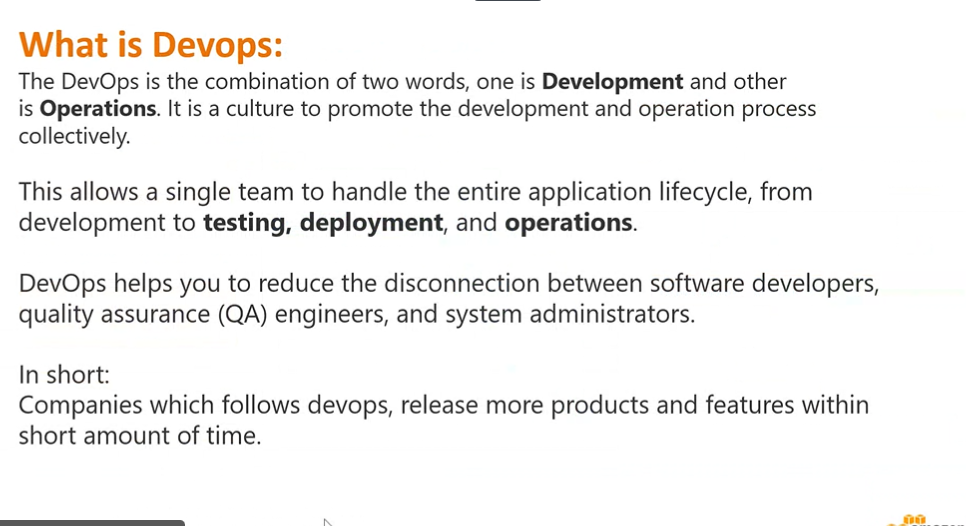 What is Devops:
The DevOps is the combination of two words, one is Development and other
is Operations. It is a culture to promote the development and operation process
collectively.
This allows a single team to handle the entire application lifecycle, from
development to testing, deployment, and operations.
DevOps helps you to reduce the disconnection between software developers,
quality assurance (QA) engineers, and system administrators.
In short:
Companies which follows devops, release more products and features within
short amount of time.